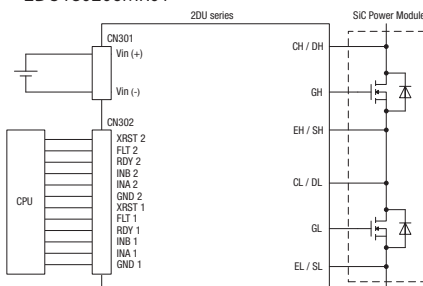 2DU series
SiC Power Module
CN301
Vin (+)
Vin (-)
CN302
XRST 2
FLT 2
RDY 2
INB 2
INA 2
GND 2
XRST 1
FLT 1
RDY 1
INB 1
INA 1
GND 1
CPU
CH / DH
GH
EH / SH
CL / DL
GL
EL / SL